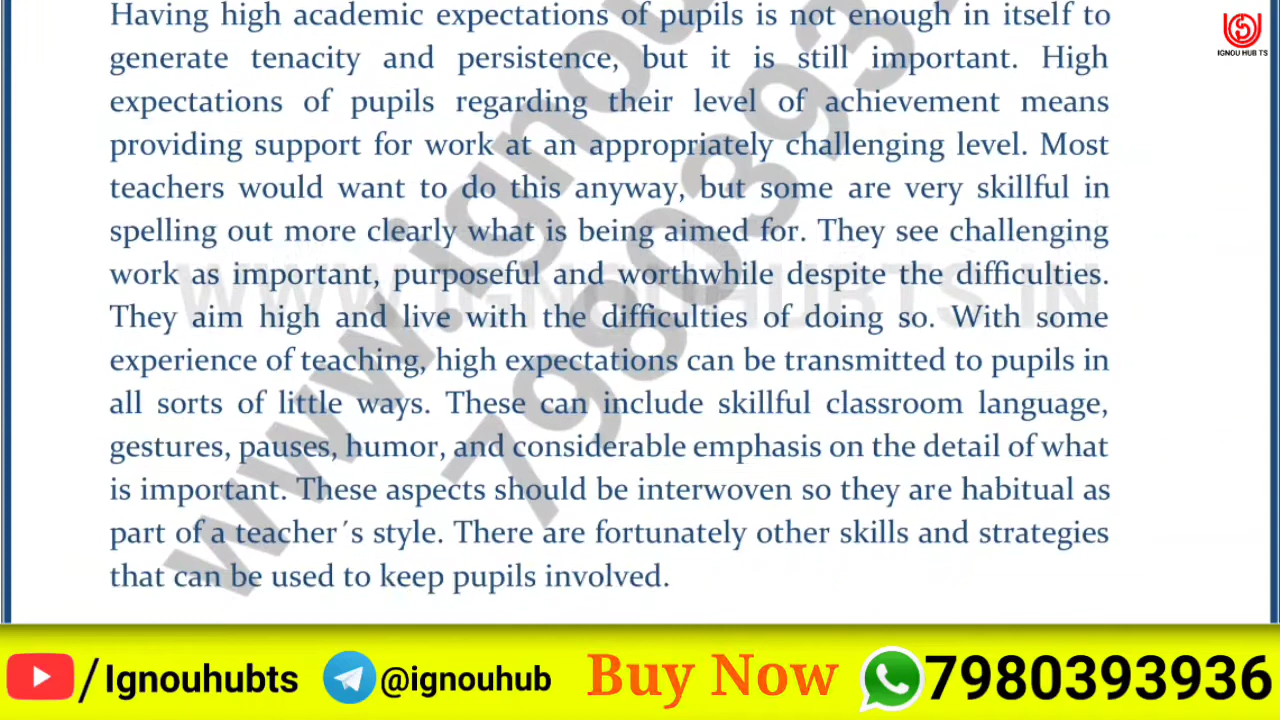 Having high academic expectations of pupils is not enough in itself to
generate tenacity and persistence, but it is still important. High
expectations of pupils regarding their level of achievement means
providing support for work at an appropriately challenging level. Most
teachers would want to do this anyway, but some are very skillful in
spelling out more clearly what is being aimed for. They see challenging
work as important, purposeful and worthwhile despite the difficulties.
They aim high and live with the difficulties of doing so. With some
experience of teaching, high expectations can be transmitted to pupils in
all sorts of little ways. These can include skillful classroom language,
gestures, pauses, humor, and considerable emphasis on the detail of what
is important. These aspects should be interwoven so they are habitual as
part of a teacher´s style. There are fortunately other skills and strategies
that can be used to keep pupils involved.
IGNOU HUB TS
WWW.IGNOUHUBTS.IN
www.ignou
7980393
/Ignouhubts @ignouhub Buy Now 7980393936